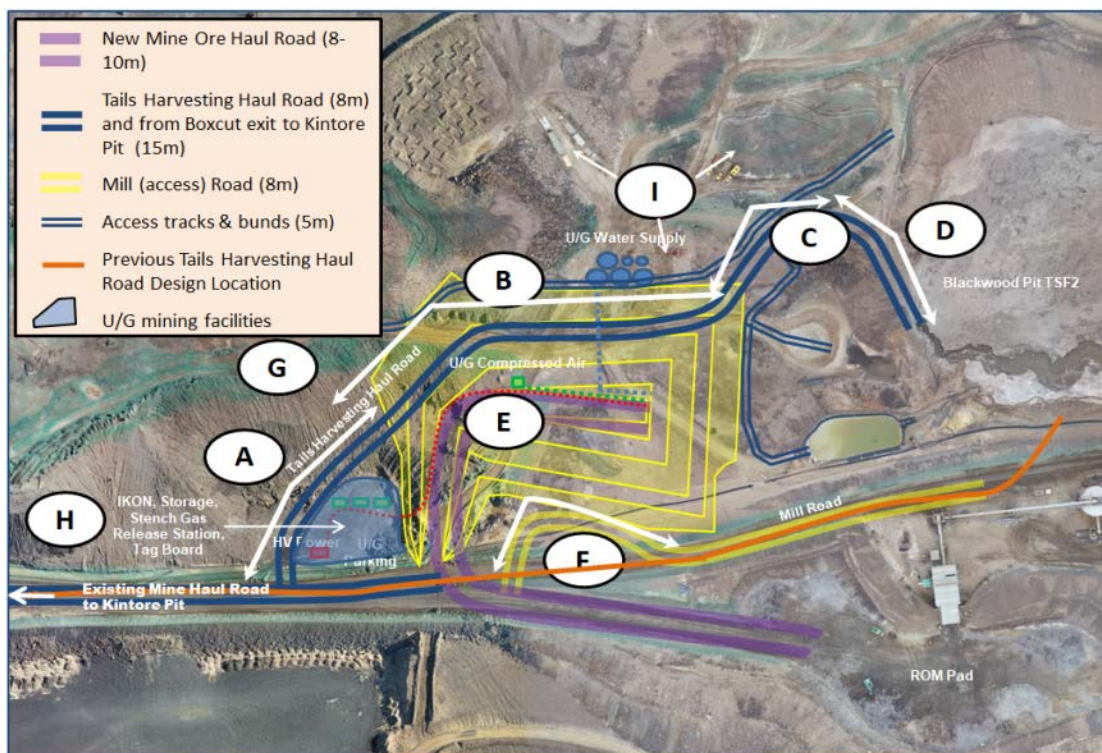 New Mine Ore Haul Road (8-
10m)
Tails Harvesting Haul Road (8m)
and from Boxcut exit to Kintore
Pit (15m)
Mill (access) Road (8m)
Access tracks & bunds (5m)
Previous Tails Harvesting Haul
Road Design Location
U/G mining facilities
I
U/G Water Supply
C
D
B
Blackwood Pit TSF2
G
U/G Compressed Air
Tails Harvesting Haul Road
E
A
H
IKON, Storage,
Stench Gas
Release Station,
Tag Board
HV Power
U/G
Parking
Mill Road
F
Existing Mine Haul Road
to Kintore Pit
ROM Pad